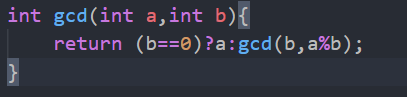 int gcd(int a,int b){
    return (b==0)?a:gcd(b,a%b);
}